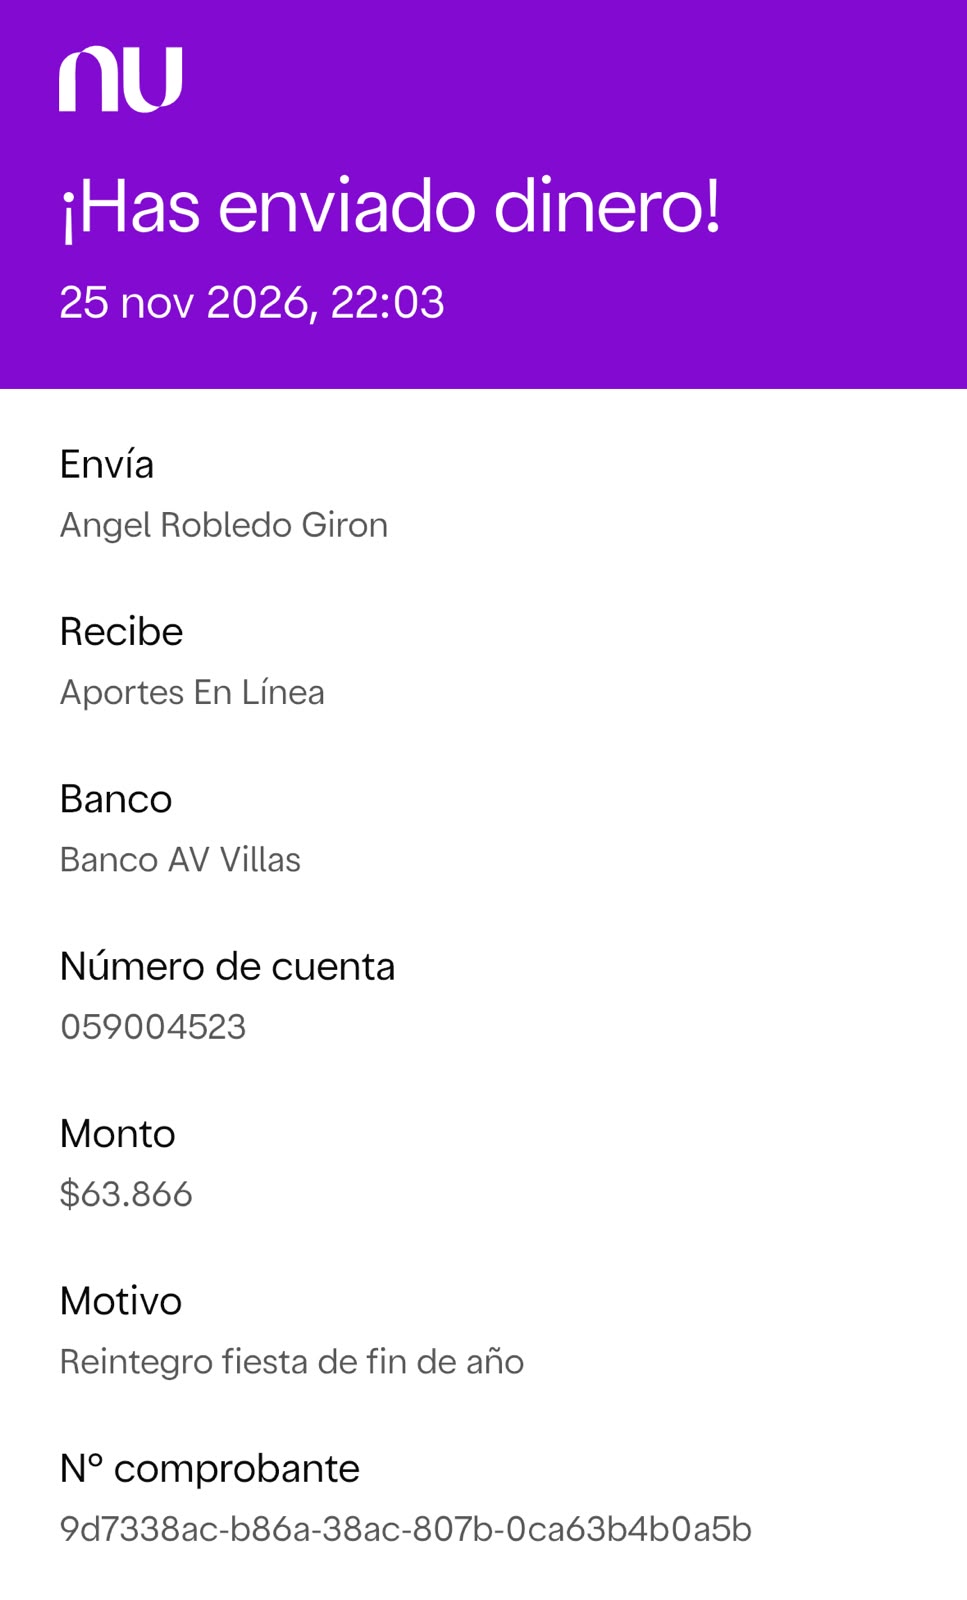 nu
¡Has enviado dinero!
25 nov 2026, 22:03
Envía
Angel Robledo Giron
Recibe
Aportes En Línea
Banco
Banco AV Villas
Número de cuenta
059004523
Monto
$63.866
Motivo
Reintegro fiesta de fin de año
Nº comprobante
9d7338ac-b86a-38ac-807b-0ca63b4b0a5b